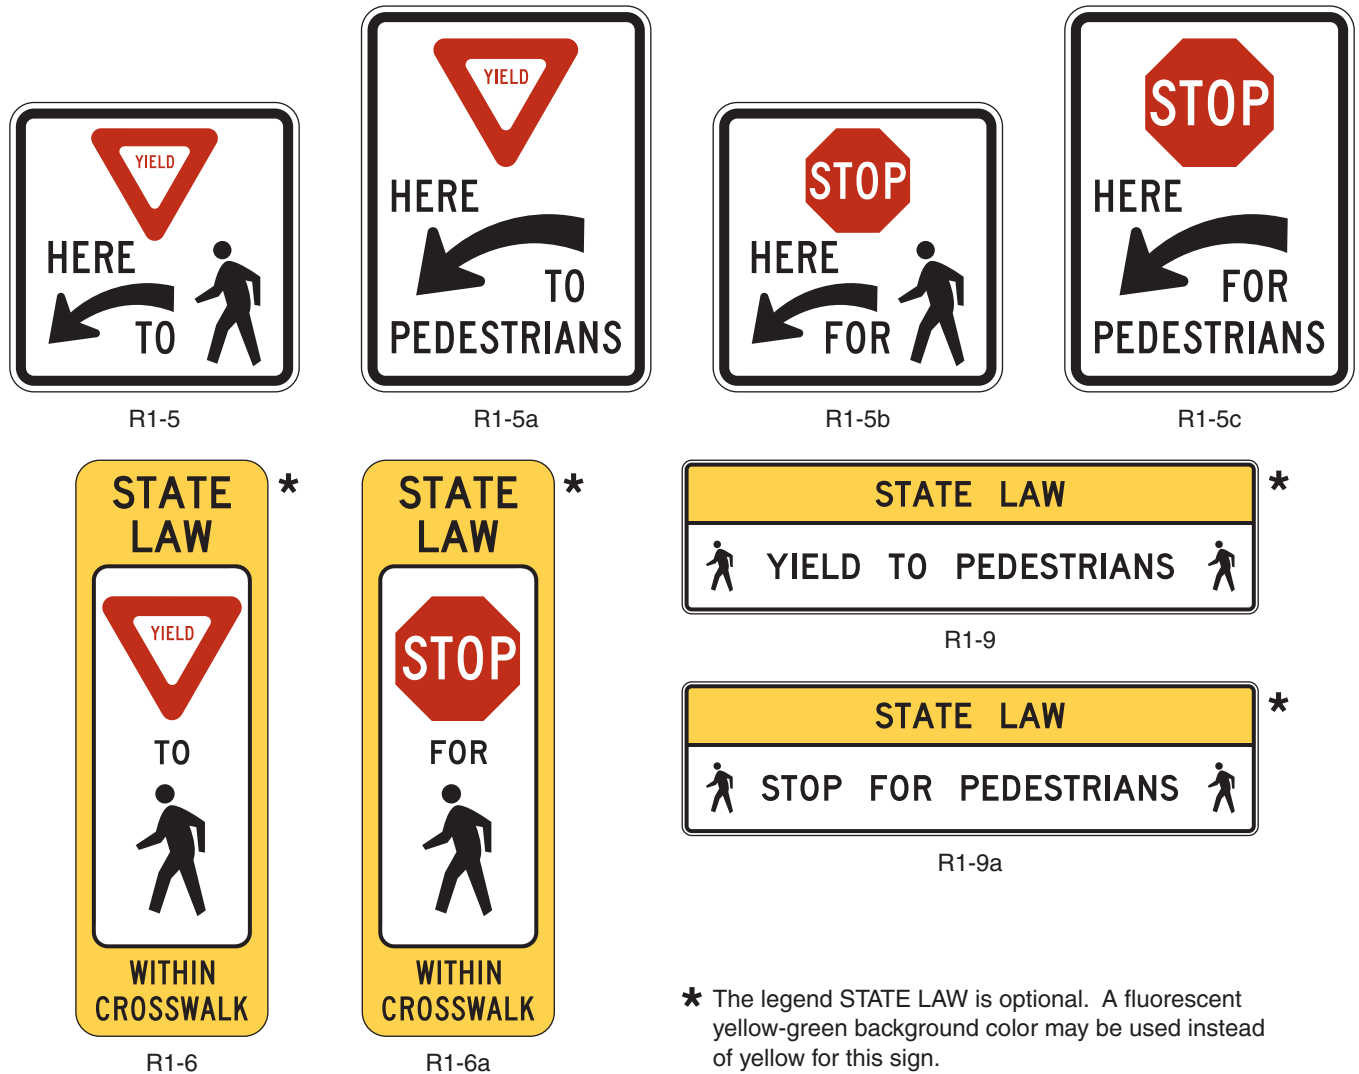 YIELD
HERE
TO
R1-5
YIELD
HERE
TO
PEDESTRIANS
R1-5a
STOP
HERE
FOR
R1-5b
STOP
HERE
FOR
PEDESTRIANS
R1-5c
STATE
LAW
*
YIELD
TO
WITHIN
CROSSWALK
R1-6
STATE
LAW
*
STOP
FOR
WITHIN
CROSSWALK
R1-6a
STATE LAW
*
YIELD TO PEDESTRIANS
R1-9
STATE LAW
*
STOP FOR PEDESTRIANS
R1-9a
* The legend STATE LAW is optional. A fluorescent
yellow-green background color may be used instead
of yellow for this sign.